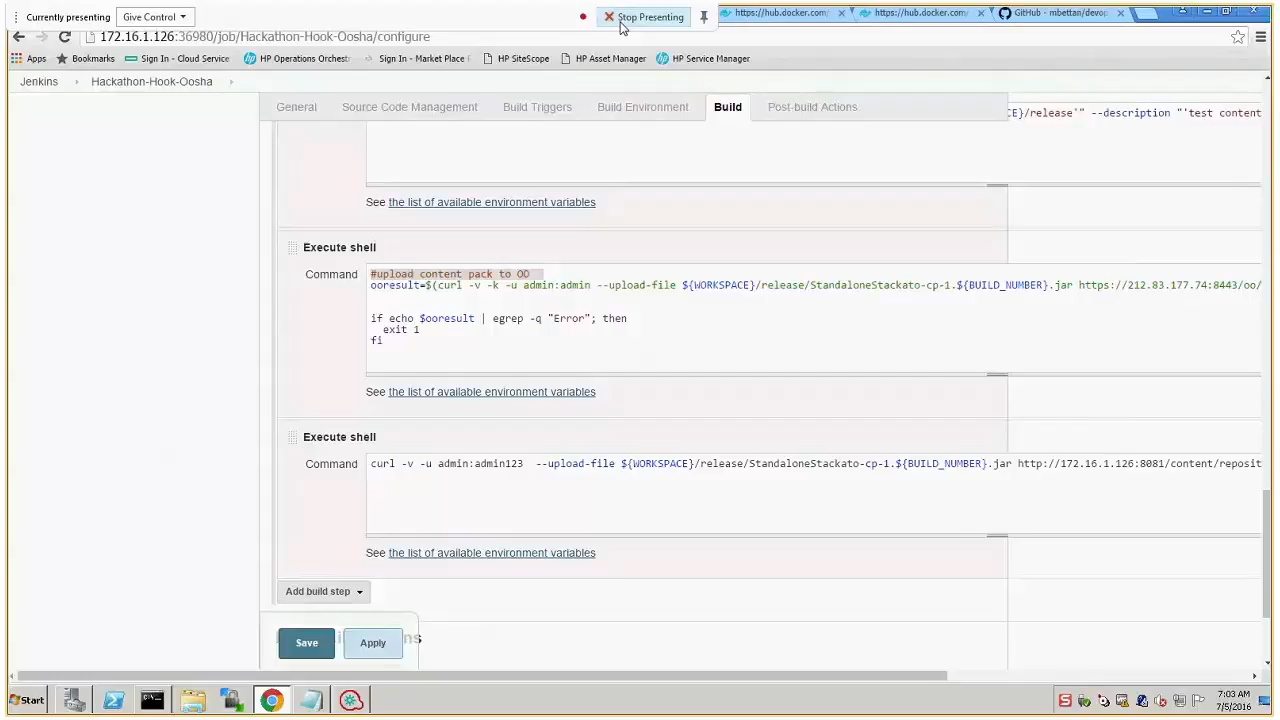 Currently presenting Give Control Stop Presenting https://hub.docker.com/ https://hub.docker.com/ GitHub - mbettan/devop
172.16.1.126:36980/job/Hackathon-Hook-Oosha/configure
Apps Bookmarks Sign In - Cloud Service HP Operations Orchest Sign In - Market Place HP SiteScope HP Asset Manager HP Service Manager
Jenkins Hackathon-Hook-Oosha
General Source Code Management Build Triggers Build Environment Build Post-build Actions
CE}/release'" --description "'test content
See the list of available environment variables
Execute shell
Command
#upload content pack to OO
ooresult=$(curl -v -k -u admin:admin --upload-file ${WORKSPACE}/release/StandaloneStackato-cp-1.${BUILD_NUMBER}.jar https://212.83.177.74:8443/oo/
if echo $ooresult | egrep -q "Error"; then
exit 1
fi
See the list of available environment variables
Execute shell
Command
curl -v -u admin:admin123 --upload-file ${WORKSPACE}/release/StandaloneStackato-cp-1.${BUILD_NUMBER}.jar http://172.16.1.126:8081/content/reposit
See the list of available environment variables
Add build step
Save Apply
Start
7:03 AM
7/5/2016